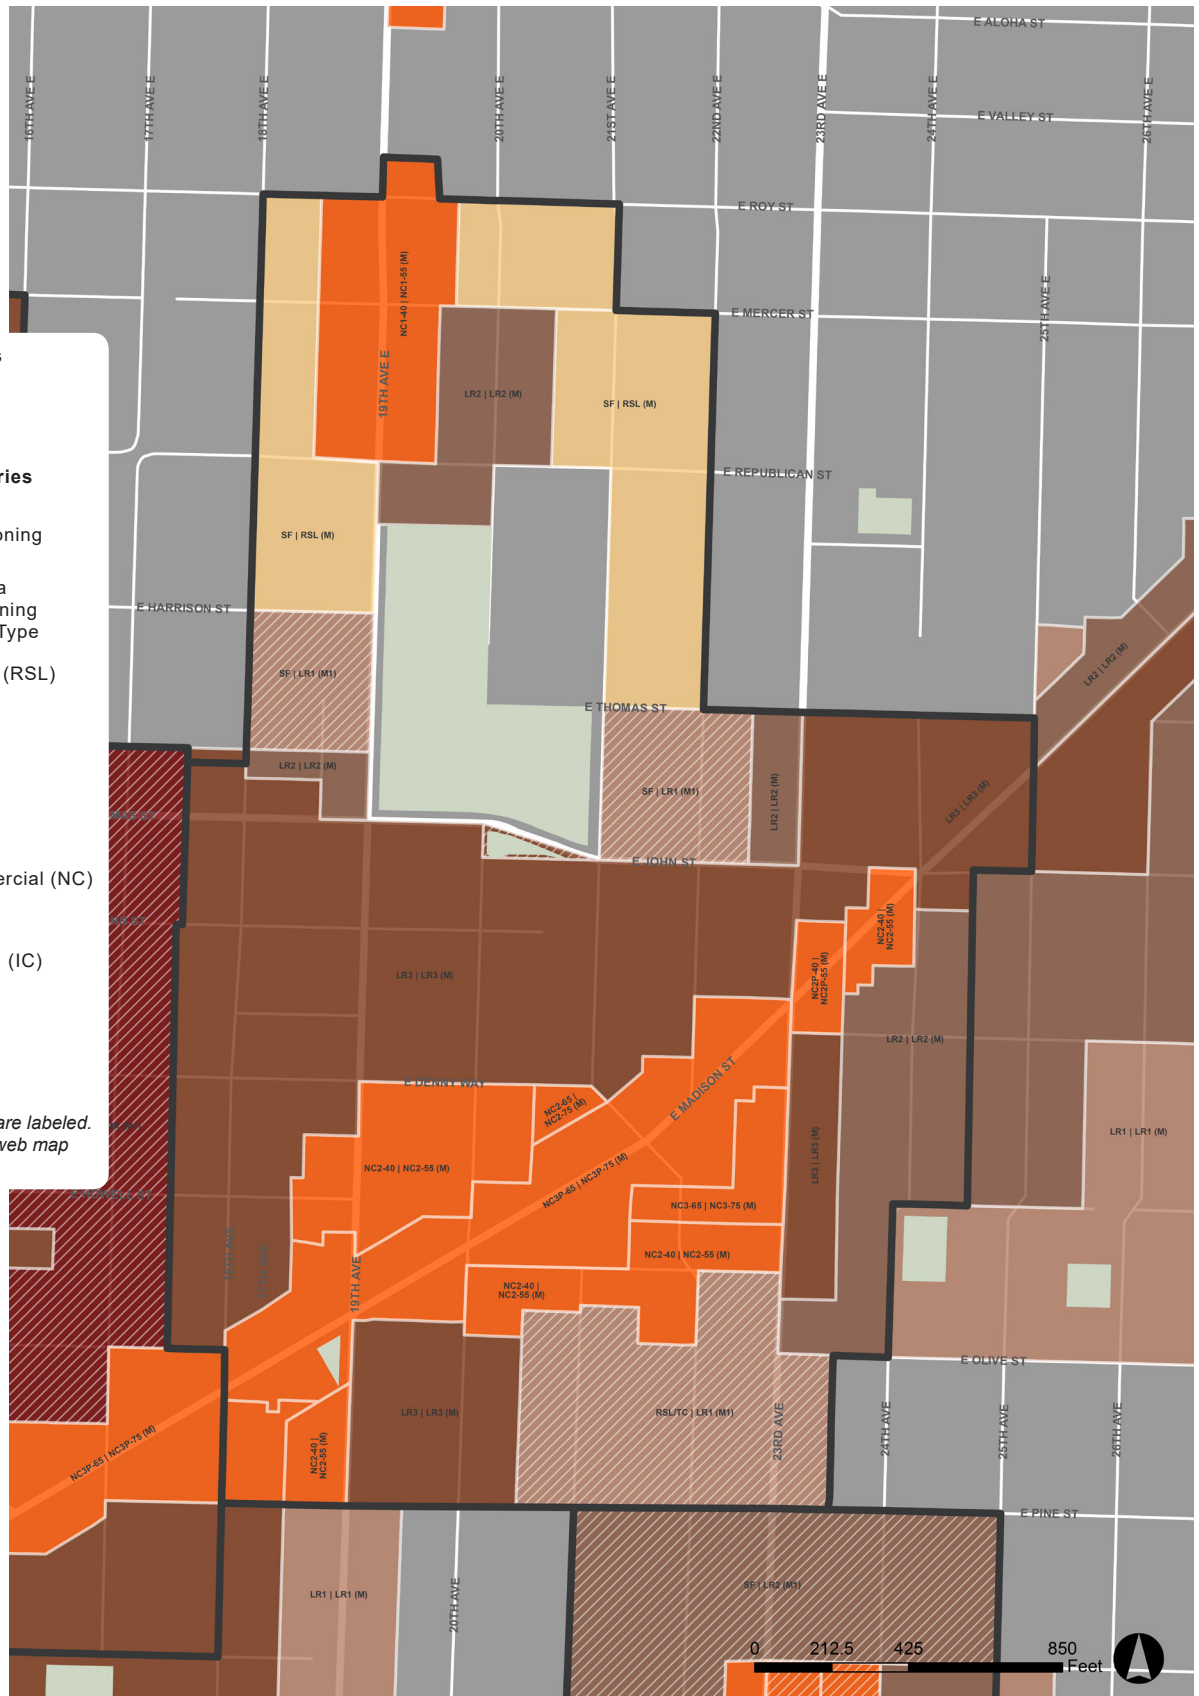 E ALOHA ST
16TH AVE E
17TH AVE E
18TH AVE E
20TH AVE E
21ST AVE E
22ND AVE E
23RD AVE E
24TH AVE E
26TH AVE E
E VALLEY ST
E ROY ST
NC1-40 | NC1-55 (M)
25TH AVE E
E MERCER ST
19TH AVE E
LR2 | LR2 (M)
SF | RSL (M)
E REPUBLICAN ST
ries
oning
SF | RSL (M)
a
ning
Type
E HARRISON ST
(RSL)
SF | LR1 (M1)
LR2 | LR2 (M)
E THOMAS ST
LR2 | LR2 (M)
SF | LR1 (M1)
LR2 | LR2 (M)
LR3 | LR3 (M)
E JOHN ST
ercial (NC)
NC2-40 |
NC2-55 (M)
(IC)
LR3 | LR3 (M)
NC2P-40 |
NC2P-55 (M)
LR2 | LR2 (M)
E DENNY WAY
E MADISON ST
NC2-65 |
NC2-75 (M)
are labeled.
web map
LR1 | LR1 (M)
NC2-40 | NC2-55 (M)
LR3 | LR3 (M)
NC3P-65 | NC3P-75 (M)
E HOWELL ST
NC3-65 | NC3-75 (M)
NC2-40 | NC2-55 (M)
19TH AVE
NC2-40 |
NC2-55 (M)
E OLIVE ST
LR3 | LR3 (M)
RSL/TC | LR1 (M1)
23RD AVE
24TH AVE
25TH AVE
26TH AVE
NC3P-65 | NC3P-75 (M)
NC2-40 |
NC2-55 (M)
E PINE ST
LR1 | LR1 (M)
20TH AVE
SF | LR2 (M1)
0 212.5 425 850
Feet